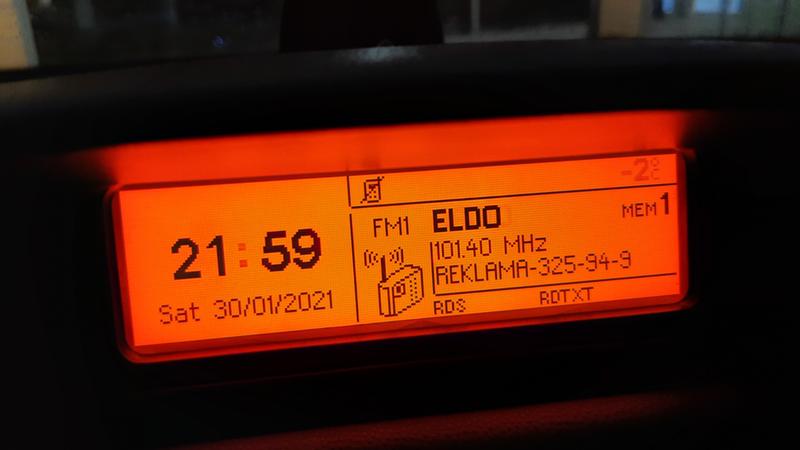 21:59
Sat 30/01/2021
-2°C
FM1 ELDO MEM1
101.40 MHz
REKLAMA-325-94-9
RDS RDTXT